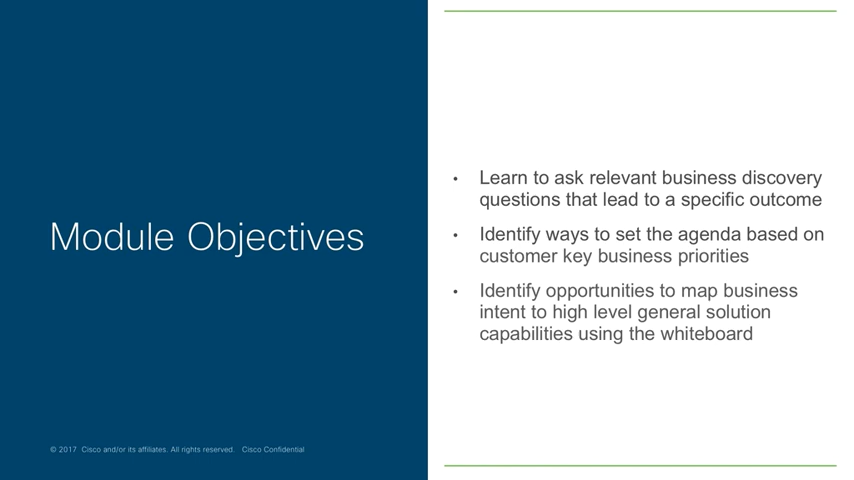 Module Objectives
• Learn to ask relevant business discovery
questions that lead to a specific outcome
• Identify ways to set the agenda based on
customer key business priorities
• Identify opportunities to map business
intent to high level general solution
capabilities using the whiteboard
© 2017 Cisco and/or its affiliates. All rights reserved. Cisco Confidential